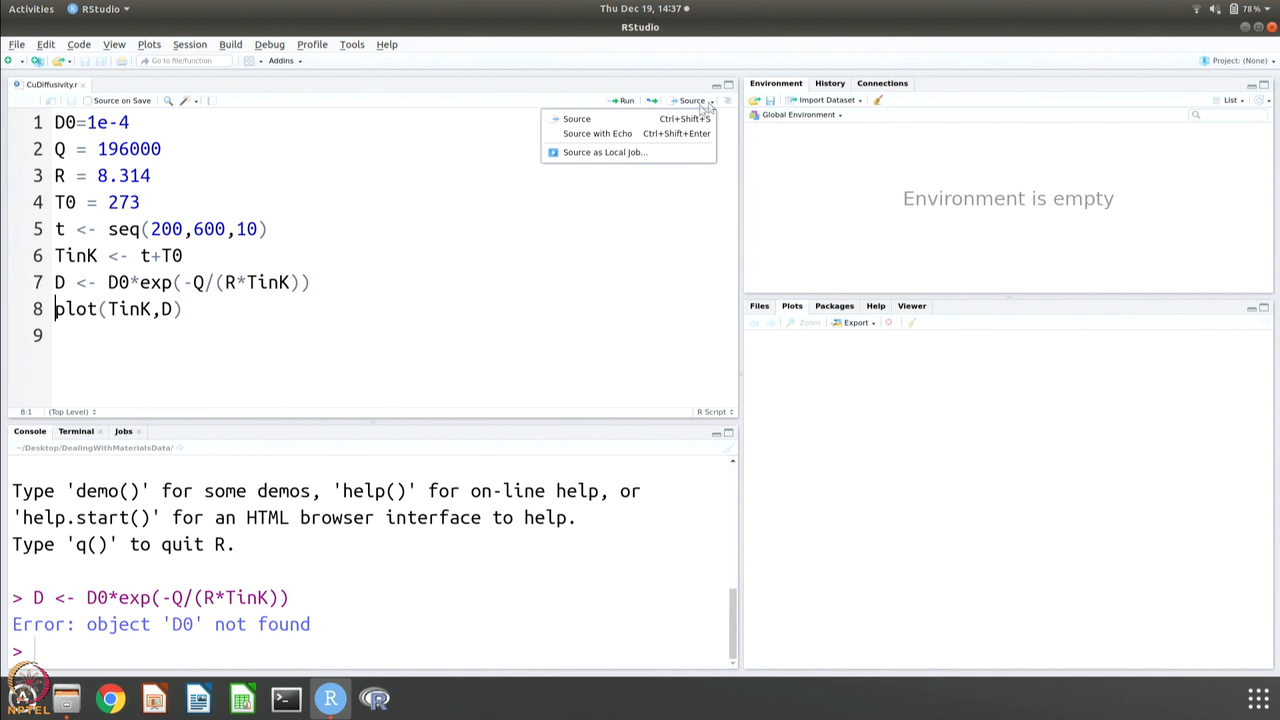 Activities RStudio Thu Dec 19, 14:37 78%
RStudio
File Edit Code View Plots Session Build Debug Profile Tools Help
Go to file/function Addins Project: (None)
CuDiffusivity.r
Source on Save Run Source
1 D0=1e-4
2 Q = 196000
3 R = 8.314
4 T0 = 273
5 t <- seq(200,600,10)
6 TinK <- t+T0
7 D <- D0*exp(-Q/(R*TinK))
8 plot(TinK,D)
9
Source Ctrl+Shift+S
Source with Echo Ctrl+Shift+Enter
Source as Local Job...
8:1 (Top Level) R Script
Console Terminal Jobs
~/Desktop/DealingWithMaterialsData/
Type 'demo()' for some demos, 'help()' for on-line help, or
'help.start()' for an HTML browser interface to help.
Type 'q()' to quit R.
> D <- D0*exp(-Q/(R*TinK))
Error: object 'D0' not found
>
Environment History Connections
Import Dataset List
Global Environment
Environment is empty
Files Plots Packages Help Viewer
Zoom Export
NPTEL